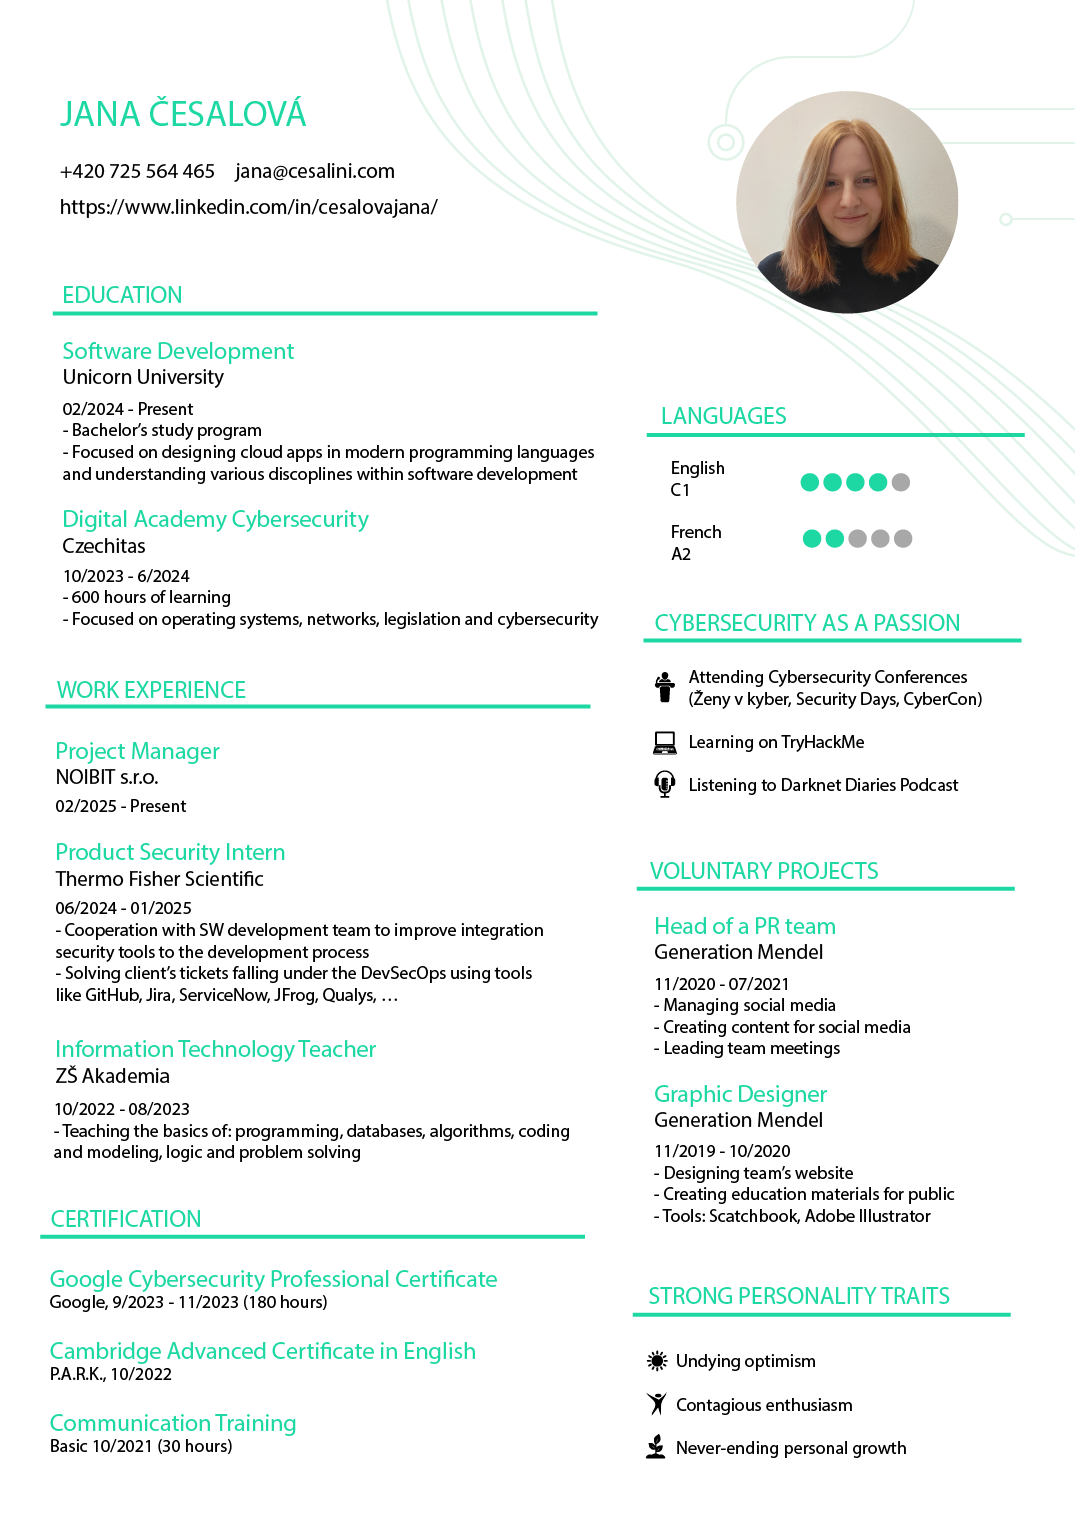 JANA ČESALOVÁ
+420 725 564 465 jana@cesalini.com
https://www.linkedin.com/in/cesalovajana/
EDUCATION
Software Development
Unicorn University
02/2024 - Present
- Bachelor’s study program
- Focused on designing cloud apps in modern programming languages
and understanding various discoplines within software development
Digital Academy Cybersecurity
Czechitas
10/2023 - 6/2024
- 600 hours of learning
- Focused on operating systems, networks, legislation and cybersecurity
WORK EXPERIENCE
Project Manager
NOIBIT s.r.o.
02/2025 - Present
Product Security Intern
Thermo Fisher Scientific
06/2024 - 01/2025
- Cooperation with SW development team to improve integration
security tools to the development process
- Solving client’s tickets falling under the DevSecOps using tools
like GitHub, Jira, ServiceNow, JFrog, Qualys, …
Information Technology Teacher
ZŠ Akademia
10/2022 - 08/2023
- Teaching the basics of: programming, databases, algorithms, coding
and modeling, logic and problem solving
CERTIFICATION
Google Cybersecurity Professional Certificate
Google, 9/2023 - 11/2023 (180 hours)
Cambridge Advanced Certificate in English
P.A.R.K., 10/2022
Communication Training
Basic 10/2021 (30 hours)
LANGUAGES
English
C1
French
A2
CYBERSECURITY AS A PASSION
Attending Cybersecurity Conferences
(Ženy v kyber, Security Days, CyberCon)
Learning on TryHackMe
Listening to Darknet Diaries Podcast
VOLUNTARY PROJECTS
Head of a PR team
Generation Mendel
11/2020 - 07/2021
- Managing social media
- Creating content for social media
- Leading team meetings
Graphic Designer
Generation Mendel
11/2019 - 10/2020
- Designing team’s website
- Creating education materials for public
- Tools: Scatchbook, Adobe Illustrator
STRONG PERSONALITY TRAITS
Undying optimism
Contagious enthusiasm
Never-ending personal growth